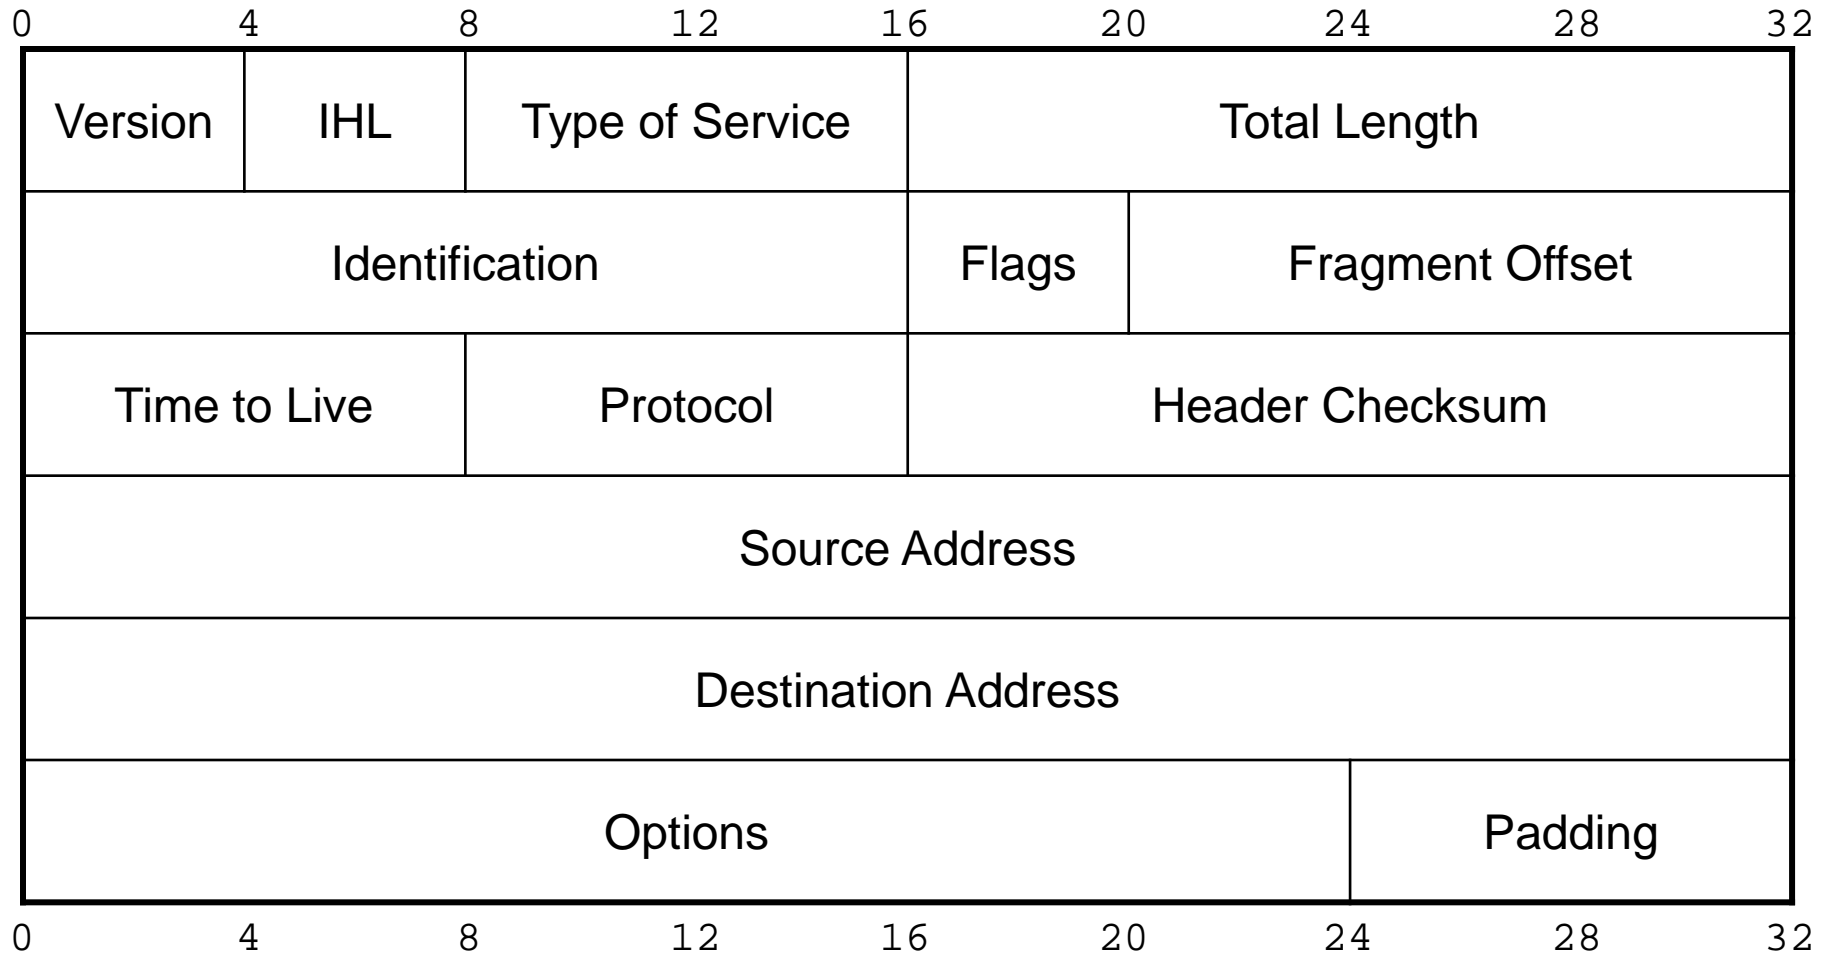 0 4 8 12 16 20 24 28 32
Version IHL Type of Service Total Length
Identification Flags Fragment Offset
Time to Live Protocol Header Checksum
Source Address
Destination Address
Options Padding
0 4 8 12 16 20 24 28 32